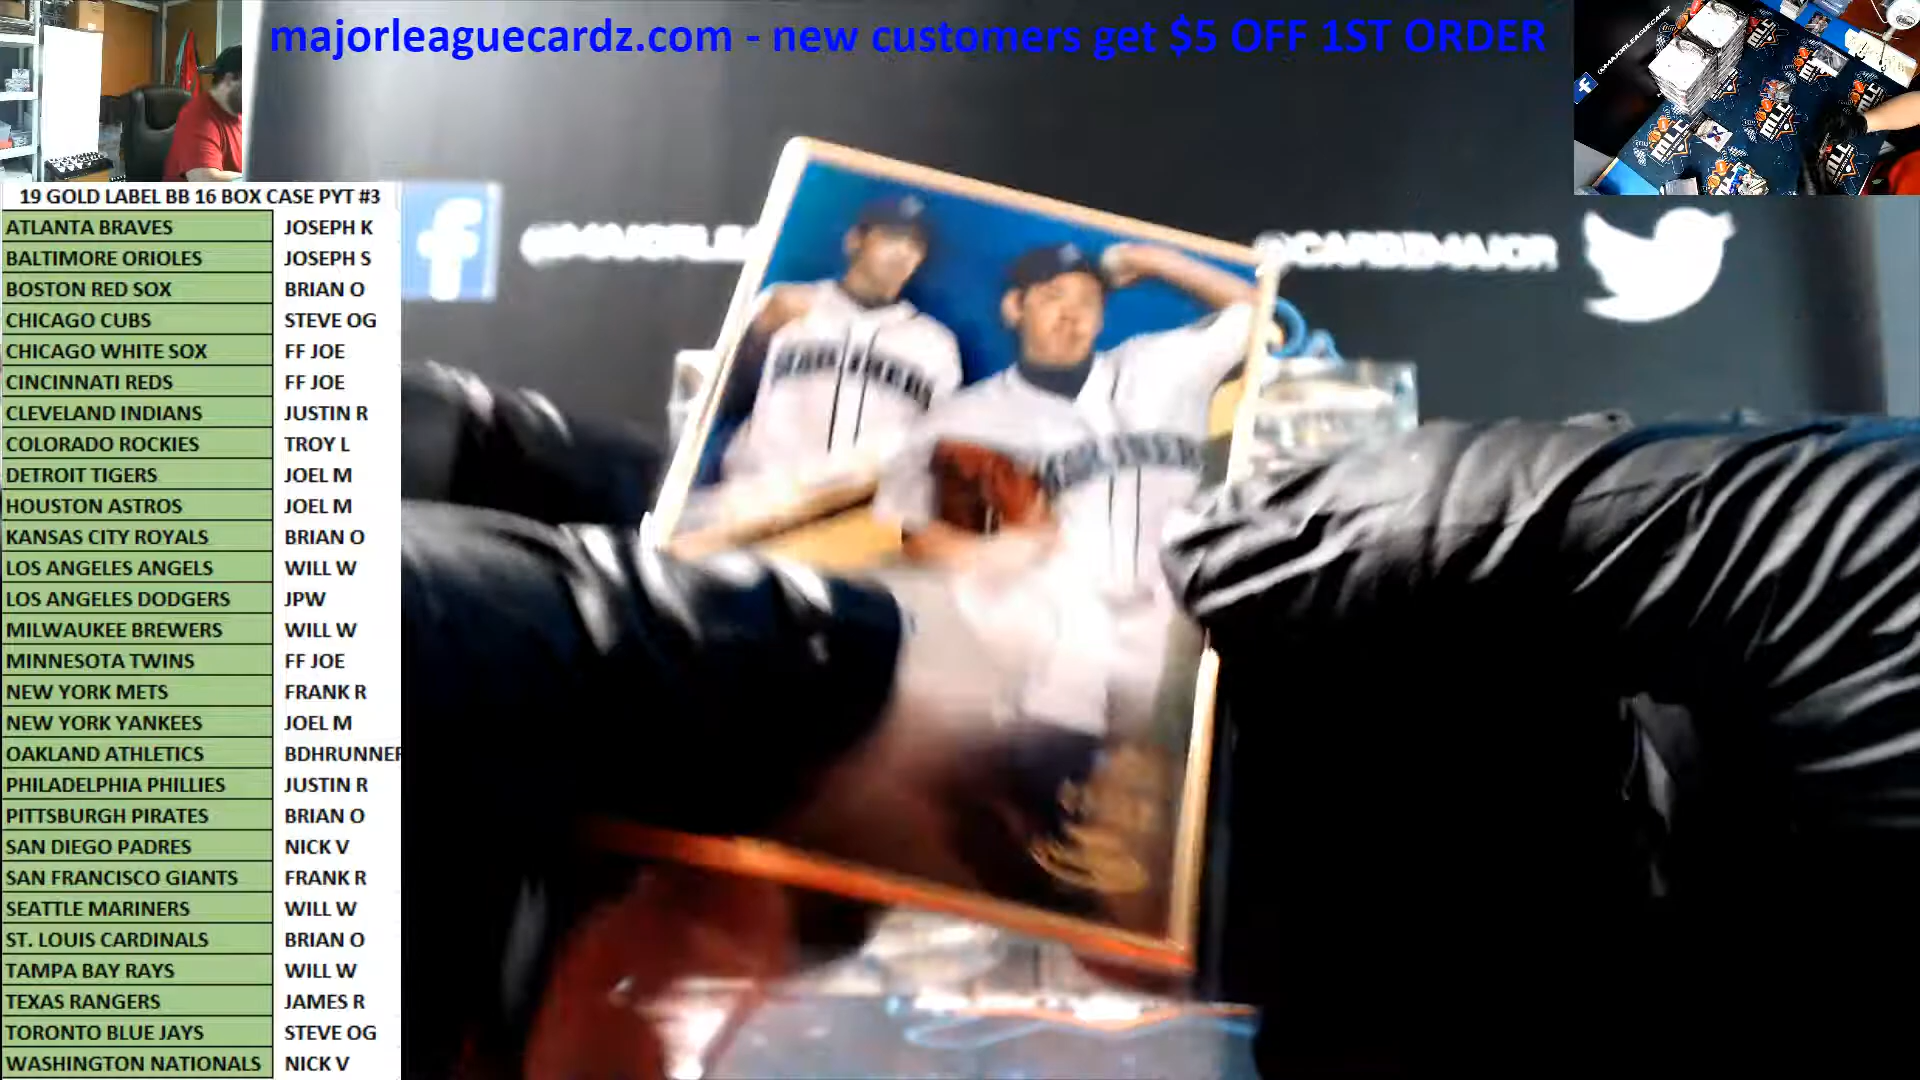 majorleaguecardz.com - new customers get $5 OFF 1ST ORDER
19 GOLD LABEL BB 16 BOX CASE PYT #3
ATLANTA BRAVES JOSEPH K
BALTIMORE ORIOLES JOSEPH S
BOSTON RED SOX BRIAN O
CHICAGO CUBS STEVE OG
CHICAGO WHITE SOX FF JOE
CINCINNATI REDS FF JOE
CLEVELAND INDIANS JUSTIN R
COLORADO ROCKIES TROY L
DETROIT TIGERS JOEL M
HOUSTON ASTROS JOEL M
KANSAS CITY ROYALS BRIAN O
LOS ANGELES ANGELS WILL W
LOS ANGELES DODGERS JPW
MILWAUKEE BREWERS WILL W
MINNESOTA TWINS FF JOE
NEW YORK METS FRANK R
NEW YORK YANKEES JOEL M
OAKLAND ATHLETICS BDHRUNNER
PHILADELPHIA PHILLIES JUSTIN R
PITTSBURGH PIRATES BRIAN O
SAN DIEGO PADRES NICK V
SAN FRANCISCO GIANTS FRANK R
SEATTLE MARINERS WILL W
ST. LOUIS CARDINALS BRIAN O
TAMPA BAY RAYS WILL W
TEXAS RANGERS JAMES R
TORONTO BLUE JAYS STEVE OG
WASHINGTON NATIONALS NICK V
@CARDZMAJOR
MARINERS
@MAJORLEAGUECARDZ
MLC
MLC
MLC